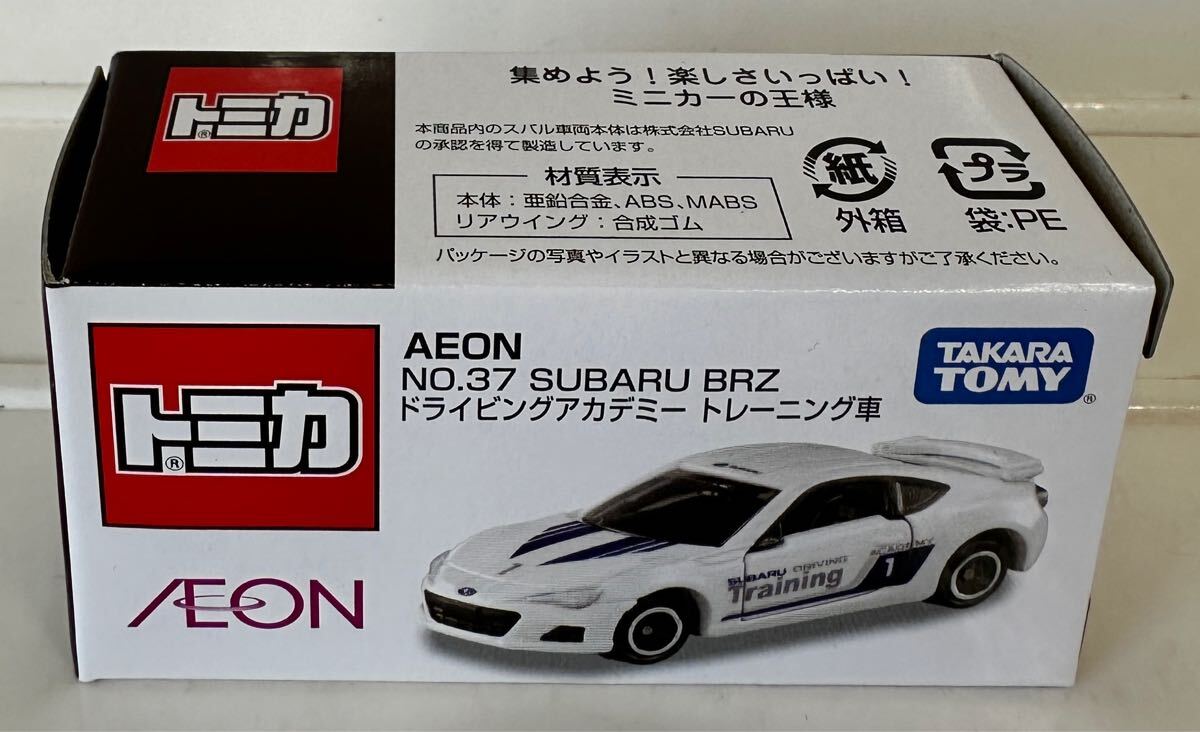 トミカ®
集めよう!楽しさいっぱい!
ミニカーの王様
本商品内のスバル車両本体は株式会社SUBARU
の承認を得て製造しています。
材質表示
本体:亜鉛合金、ABS、MABS
リアウイング:合成ゴム
紙
外箱
プラ
袋:PE
パッケージの写真やイラストと異なる場合がございますがご了承ください。
トミカ®
AEON
NO.37 SUBARU BRZ
ドライビングアカデミー トレーニング車
TAKARA
TOMY®
AEON
SUBARU DRIVING ACADEMY
Training
1